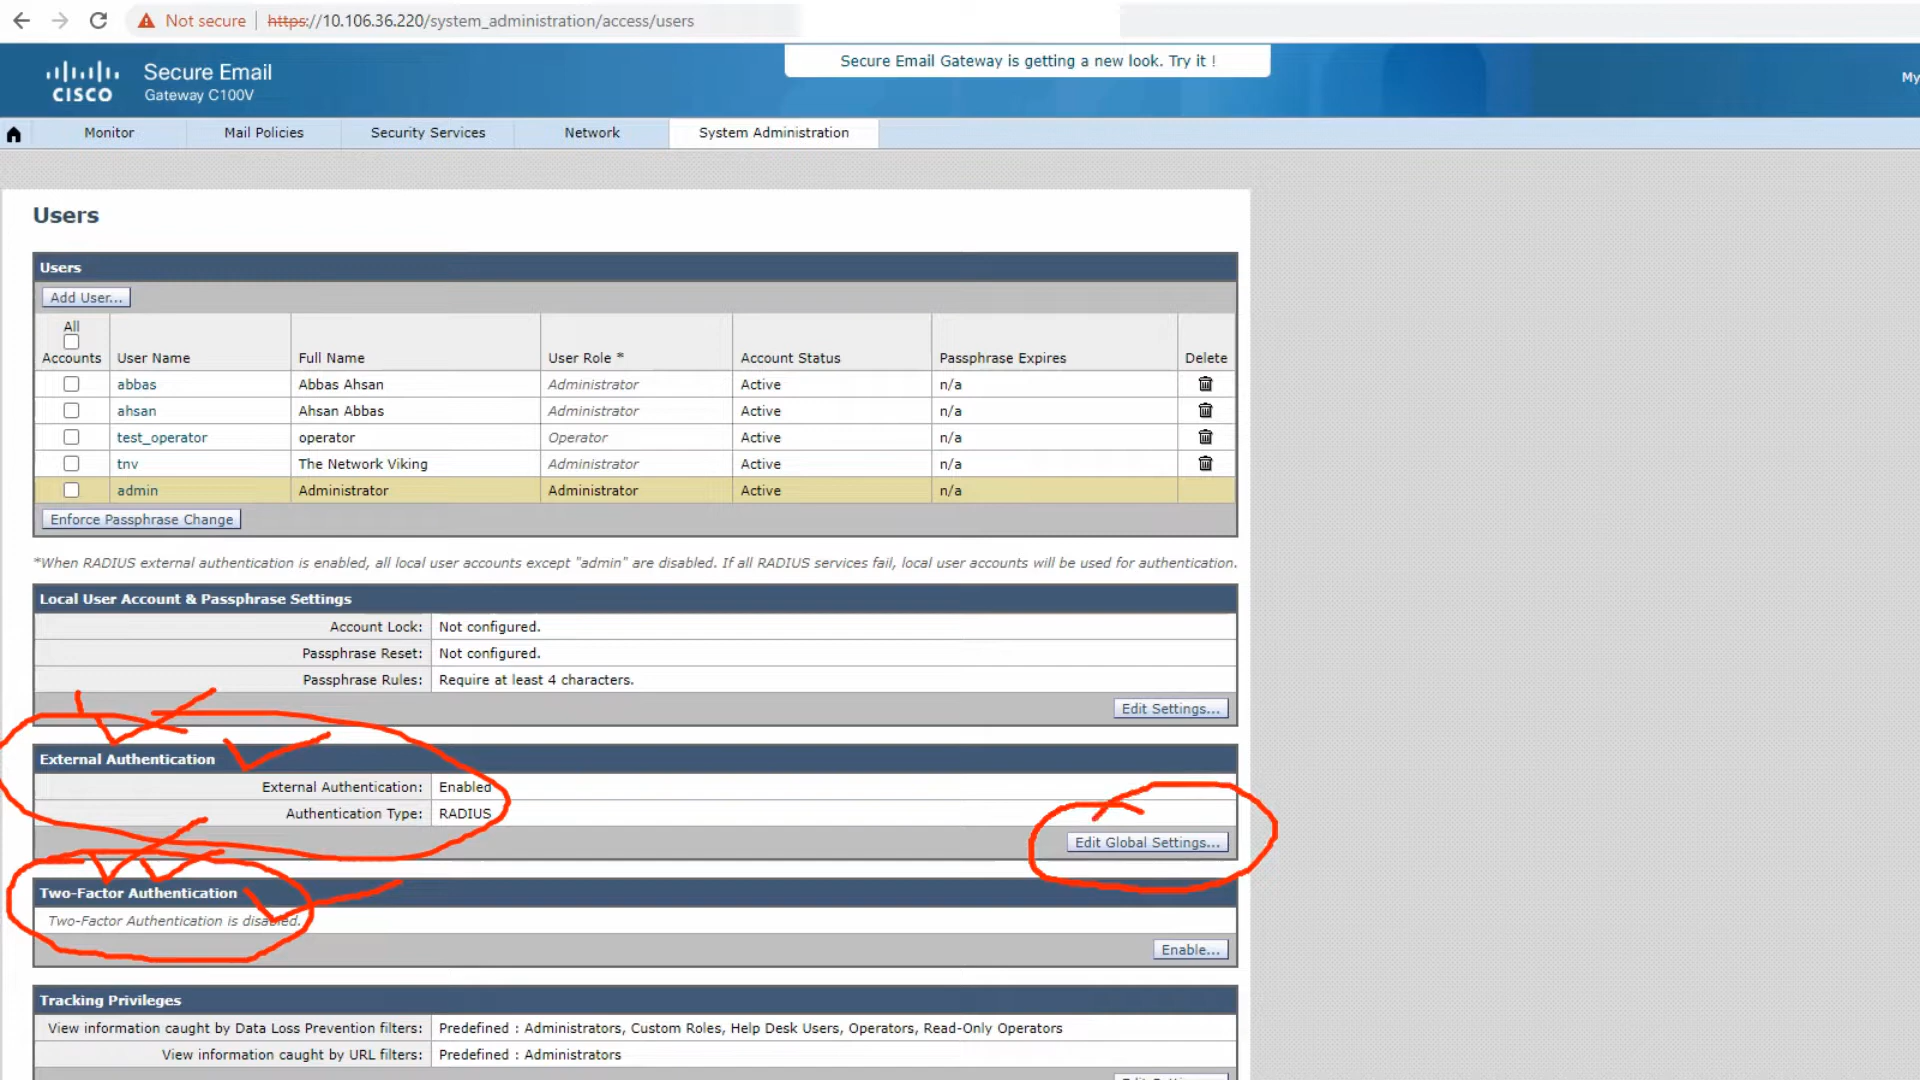 Not secure https://10.106.36.220/system_administration/access/users
Secure Email Gateway is getting a new look. Try it !
CISCO
Secure Email
Gateway C100V
My
Monitor Mail Policies Security Services Network System Administration
Users
Users
Add User...
All
Accounts User Name Full Name User Role * Account Status Passphrase Expires Delete
abbas Abbas Ahsan Administrator Active n/a
ahsan Ahsan Abbas Administrator Active n/a
test_operator operator Operator Active n/a
tnv The Network Viking Administrator Active n/a
admin Administrator Administrator Active n/a
Enforce Passphrase Change
*When RADIUS external authentication is enabled, all local user accounts except "admin" are disabled. If all RADIUS services fail, local user accounts will be used for authentication.
Local User Account & Passphrase Settings
Account Lock: Not configured.
Passphrase Reset: Not configured.
Passphrase Rules: Require at least 4 characters.
Edit Settings...
External Authentication
External Authentication: Enabled
Authentication Type: RADIUS
Edit Global Settings...
Two-Factor Authentication
Two-Factor Authentication is disabled.
Enable...
Tracking Privileges
View information caught by Data Loss Prevention filters: Predefined : Administrators, Custom Roles, Help Desk Users, Operators, Read-Only Operators
View information caught by URL filters: Predefined : Administrators